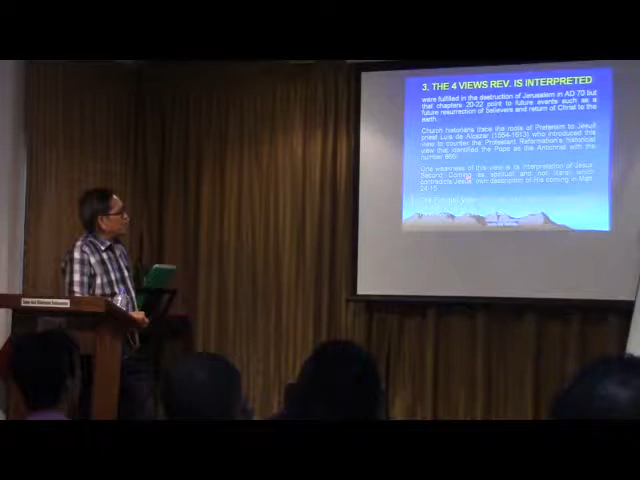 3. THE 4 VIEWS REV. IS INTERPRETED
were fulfilled in the destruction of Jerusalem in AD 70 but
that chapters 20-22 point to future events such as a
future resurrection of believers and return of Christ to the
earth.
Church historians trace the roots of Preterism to Jesuit
priest Luis de Alcazar (1554-1613) who introduced this
view to counter the Protestant Reformation's historical
view that identified the Pope as the Antichrist with the
number 666!
One weakness of this view is its interpretation of Jesus
Second Coming as spiritual and not literal which
contradicts Jesus own description of His coming in Matt
24-15